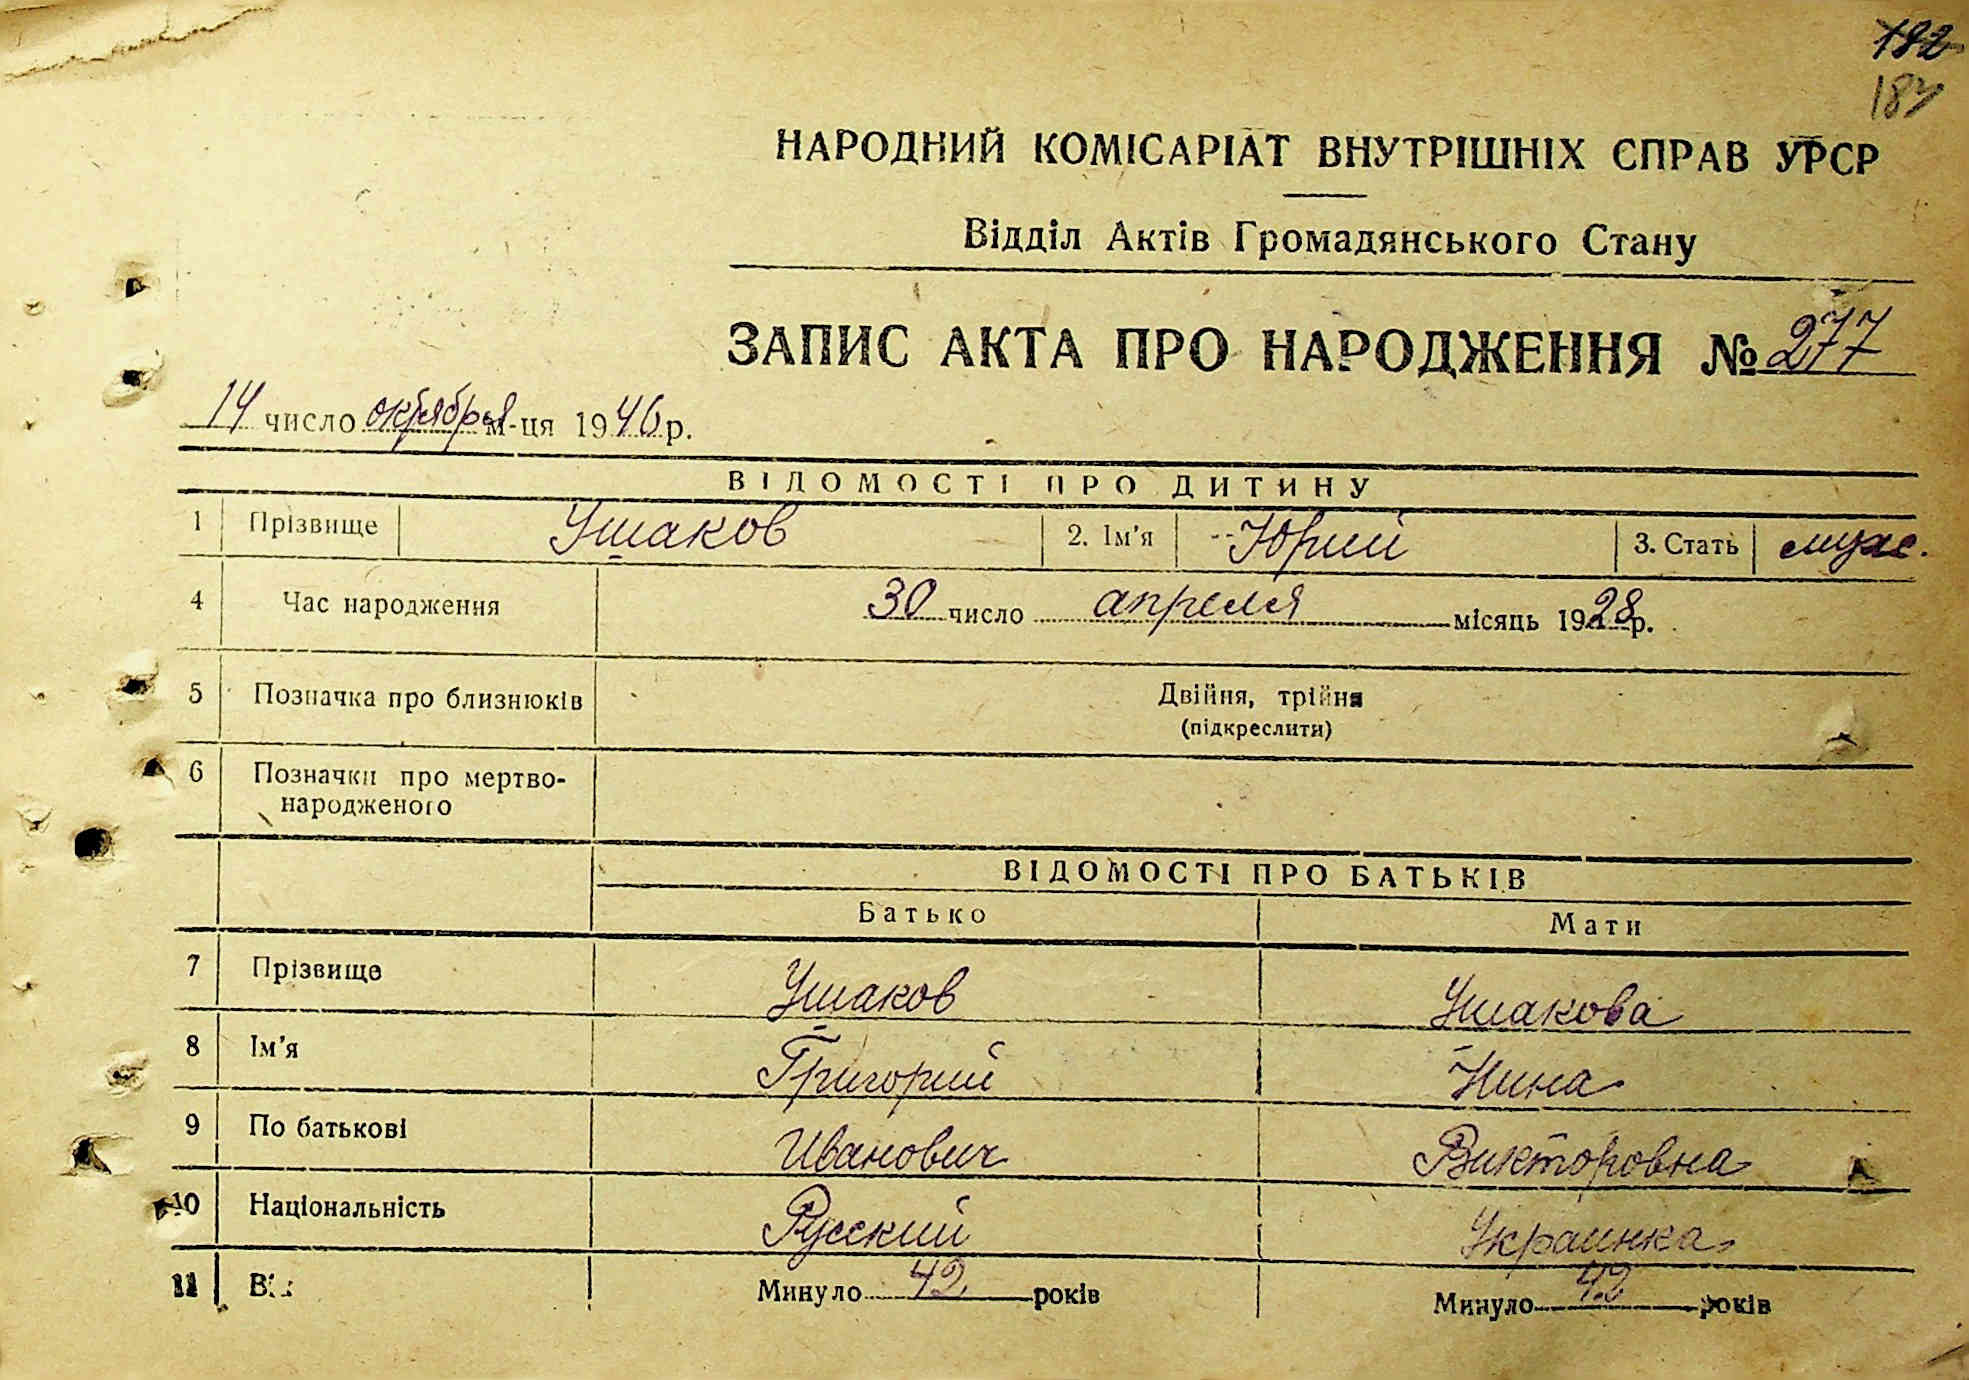 182
183
НАРОДНИЙ КОМІСАРІАТ ВНУТРІШНІХ СПРАВ УРСР
Відділ Актів Громадянського Стану
ЗАПИС АКТА ПРО НАРОДЖЕННЯ № 277
14 число октября м-ця 1946 р.
ВІДОМОСТІ ПРО ДИТИНУ
1 Прізвище Ушаков 2. Ім'я Юрий 3. Стать муж.
4 Час народження 30 число апреля місяць 1928 р.
5 Позначка про близнюків Двійня, трійня
(підкреслити)
6 Позначки про мертво-
народженого
ВІДОМОСТІ ПРО БАТЬКІВ
Батько Мати
7 Прізвище Ушаков Ушакова
8 Ім'я Григорий Нина
9 По батькові Иванович Викторовна
10 Національність Русский Украинка
11 Минуло 42 років Минуло 42 років